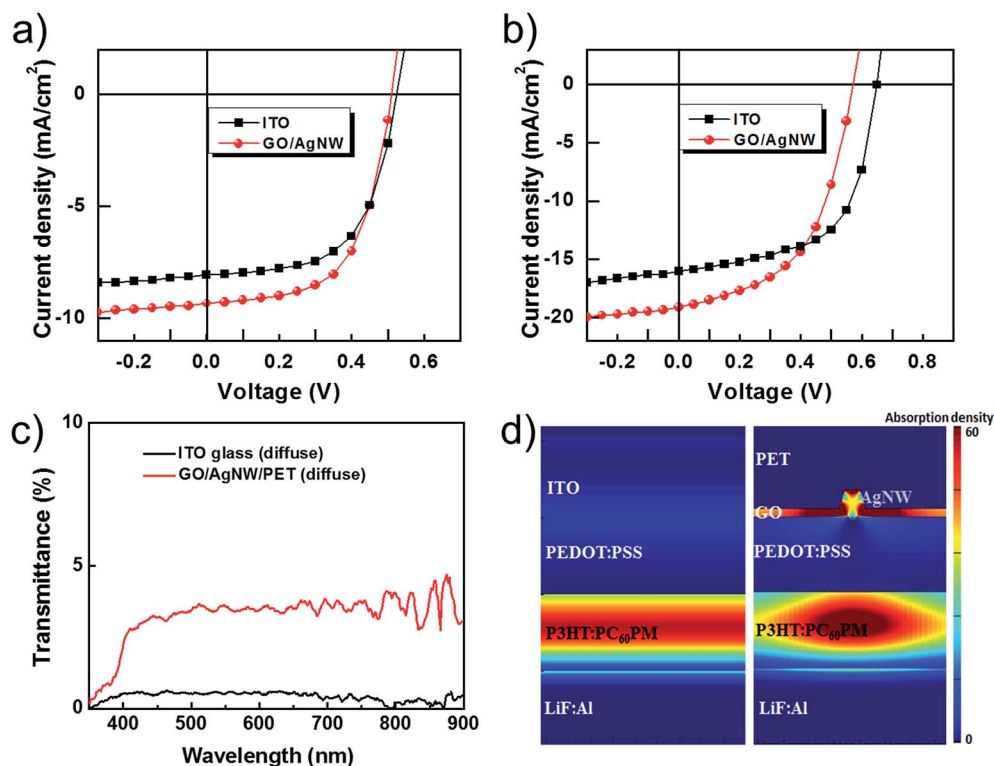 a)
0
-5
-10
-0.2
0.0
0.2
0.4
0.6
Current density (mA/cm²)
Voltage (V)
ITO
GO/AgNW
b)
0
-5
-10
-15
-20
-0.2
0.0
0.2
0.4
0.6
0.8
Current density (mA/cm²)
Voltage (V)
ITO
GO/AgNW
c)
10
5
0
400
500
600
700
800
900
Transmittance (%)
Wavelength (nm)
ITO glass (diffuse)
GO/AgNW/PET (diffuse)
d)
Absorption density
60
0
ITO
PEDOT:PSS
P3HT:PC₆₀PM
LiF:Al
PET
AgNW
GO
PEDOT:PSS
P3HT:PC₆₀PM
LiF:Al